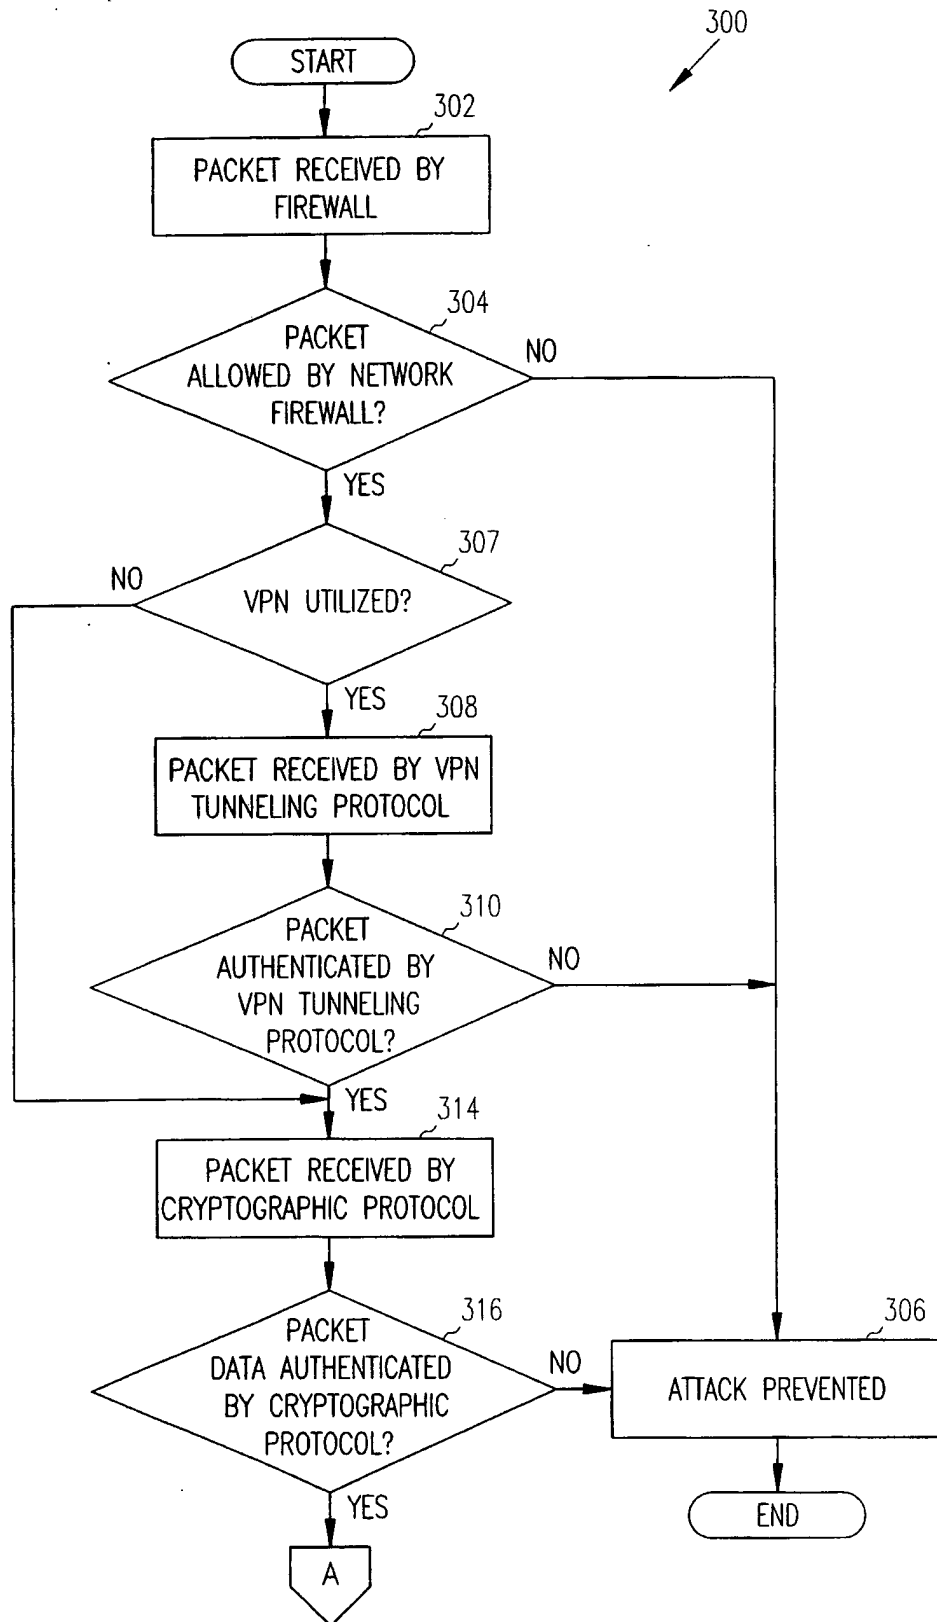 300
START
302
PACKET RECEIVED BY
FIREWALL
304
PACKET
ALLOWED BY NETWORK
FIREWALL?
NO
YES
307
NO
VPN UTILIZED?
YES
308
PACKET RECEIVED BY VPN
TUNNELING PROTOCOL
310
PACKET
AUTHENTICATED BY
VPN TUNNELING
PROTOCOL?
NO
YES
314
PACKET RECEIVED BY
CRYPTOGRAPHIC PROTOCOL
316
PACKET
DATA AUTHENTICATED
BY CRYPTOGRAPHIC
PROTOCOL?
NO
306
ATTACK PREVENTED
YES
END
A